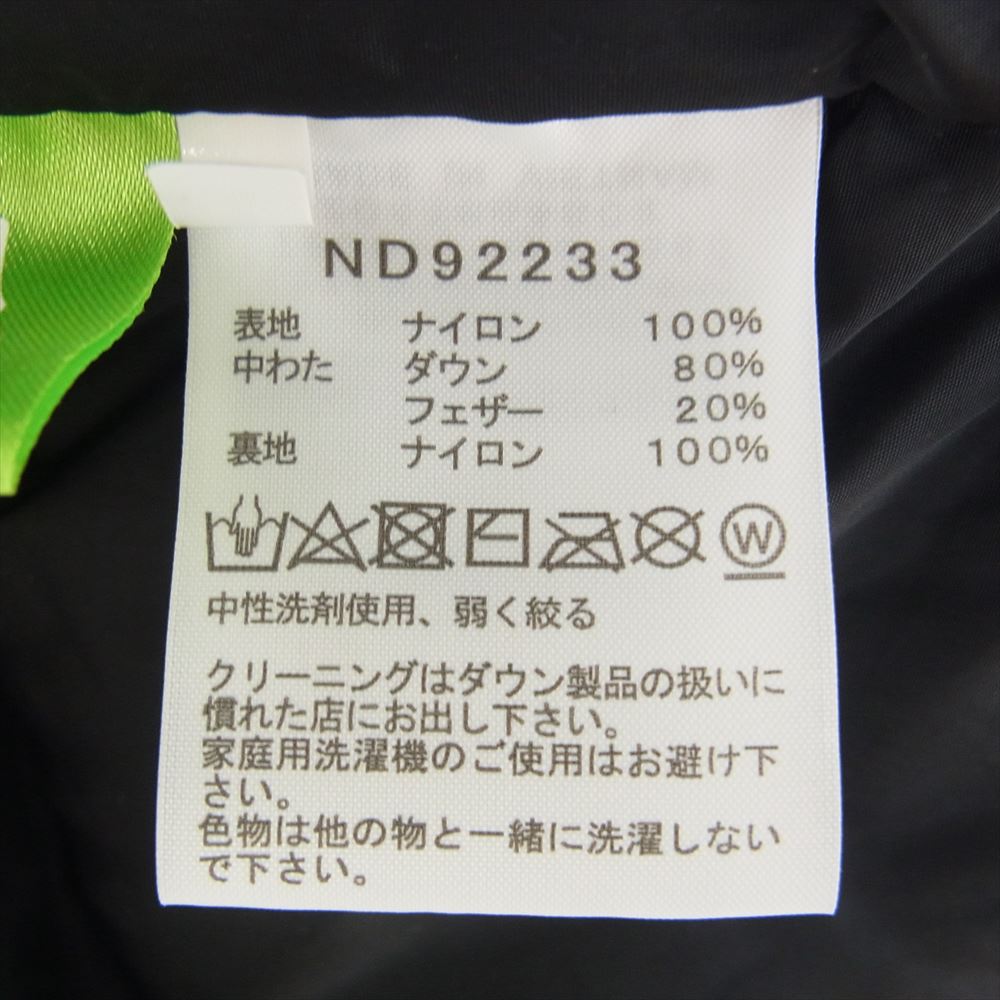 ND92233
表地 ナイロン 100%
中わた ダウン 80%
フェザー 20%
裏地 ナイロン 100%
W
中性洗剤使用、弱く絞る
クリーニングはダウン製品の扱いに
慣れた店にお出し下さい。
家庭用洗濯機のご使用はお避け下
さい。
色物は他の物と一緒に洗濯しない
で下さい。